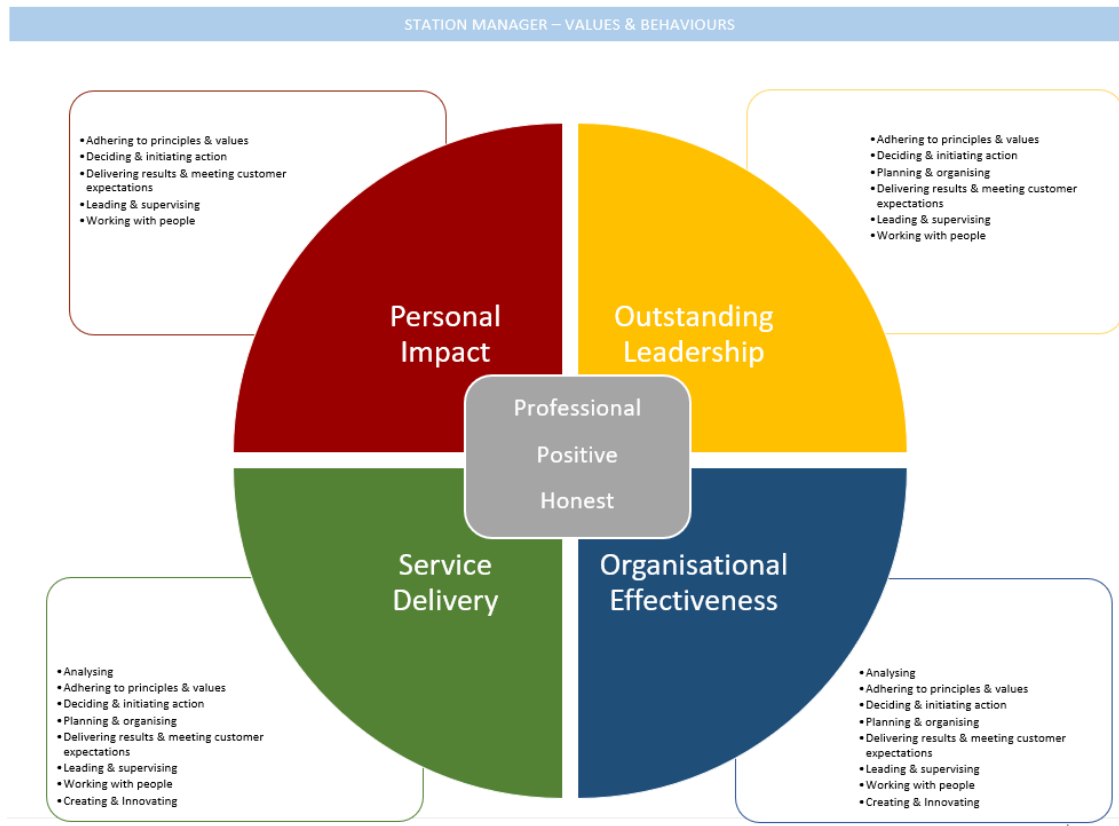 STATION MANAGER – VALUES & BEHAVIOURS
•Adhering to principles & values
•Deciding & initiating action
•Delivering results & meeting customer
expectations
•Leading & supervising
•Working with people
•Adhering to principles & values
•Deciding & initiating action
•Planning & organising
•Delivering results & meeting customer
expectations
•Leading & supervising
•Working with people
Personal
Impact
Outstanding
Leadership
Professional
Positive
Honest
Service
Delivery
Organisational
Effectiveness
•Analysing
•Adhering to principles & values
•Deciding & initiating action
•Planning & organising
•Delivering results & meeting customer
expectations
•Leading & supervising
•Working with people
•Creating & Innovating
•Analysing
•Adhering to principles & values
•Deciding & initiating action
•Planning & organising
•Delivering results & meeting customer
expectations
•Leading & supervising
•Working with people
•Creating & Innovating